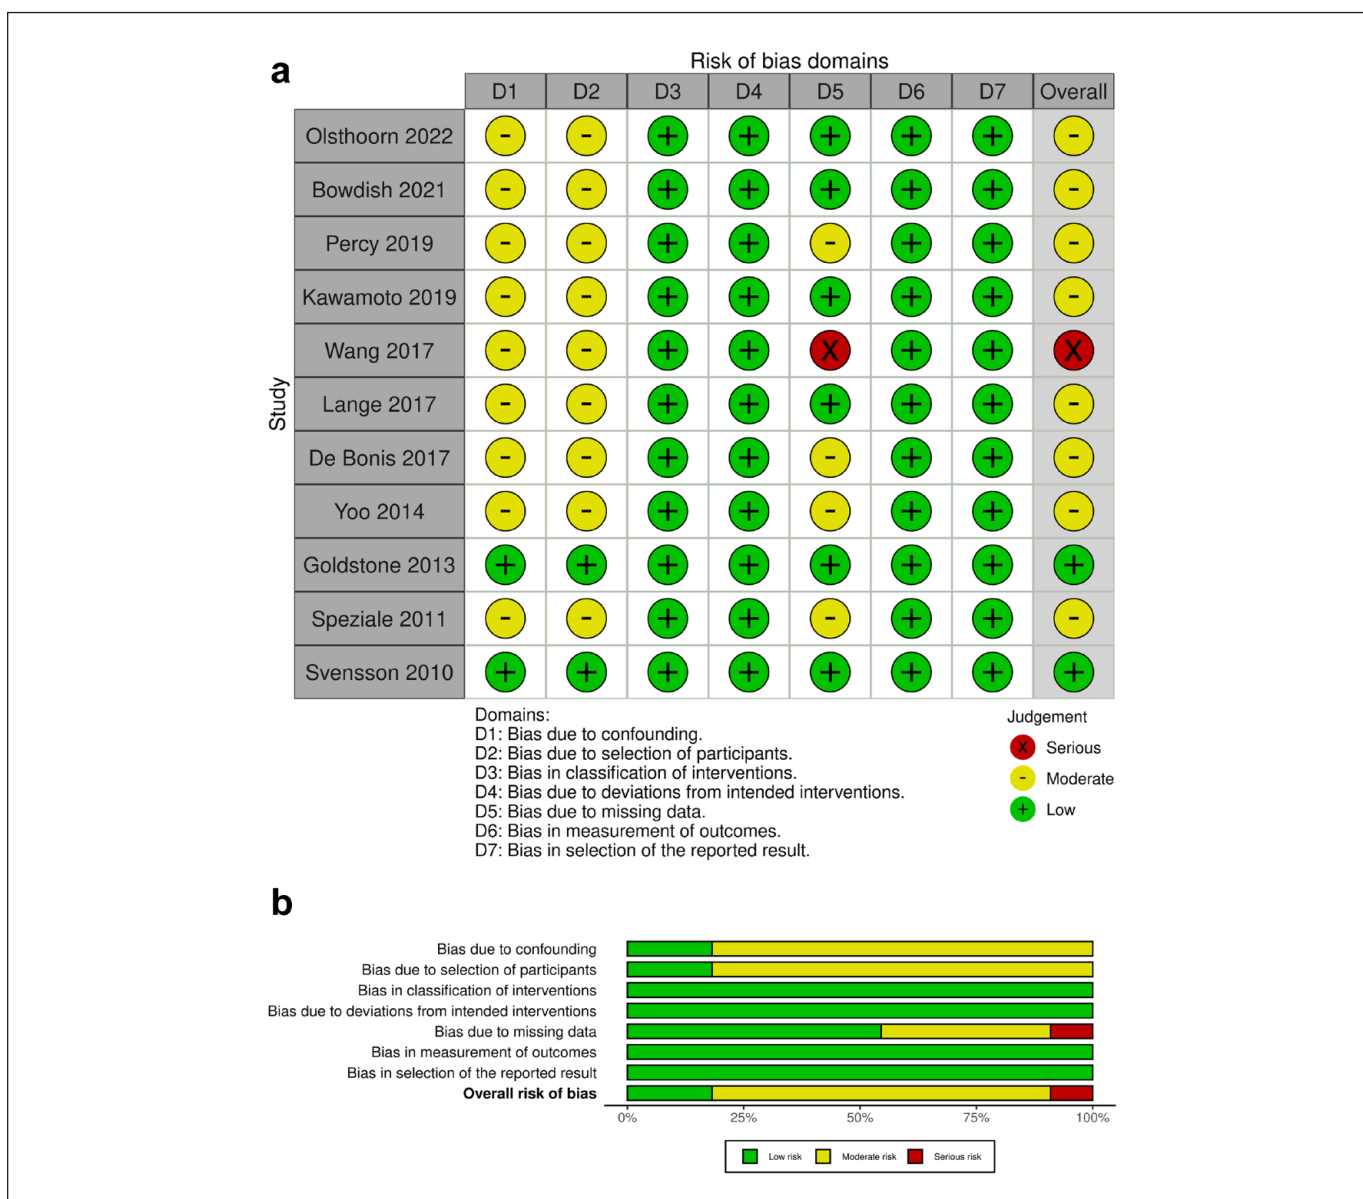 a
Risk of bias domains
D1 D2 D3 D4 D5 D6 D7 Overall
Study
Olsthoorn 2022 - - + + + + + -
Bowdish 2021 - - + + + + + -
Percy 2019 - - + + - + + -
Kawamoto 2019 - - + + + + + -
Wang 2017 - - + + X + + X
Lange 2017 - - + + + + + -
De Bonis 2017 - - + + - + + -
Yoo 2014 - - + + - + + -
Goldstone 2013 + + + + + + + +
Speziale 2011 - - + + - + + -
Svensson 2010 + + + + + + + +
Domains:
D1: Bias due to confounding.
D2: Bias due to selection of participants.
D3: Bias in classification of interventions.
D4: Bias due to deviations from intended interventions.
D5: Bias due to missing data.
D6: Bias in measurement of outcomes.
D7: Bias in selection of the reported result.
Judgement
X Serious
- Moderate
+ Low
b
Bias due to confounding
Bias due to selection of participants
Bias in classification of interventions
Bias due to deviations from intended interventions
Bias due to missing data
Bias in measurement of outcomes
Bias in selection of the reported result
Overall risk of bias
0% 25% 50% 75% 100%
Low risk Moderate risk Serious risk